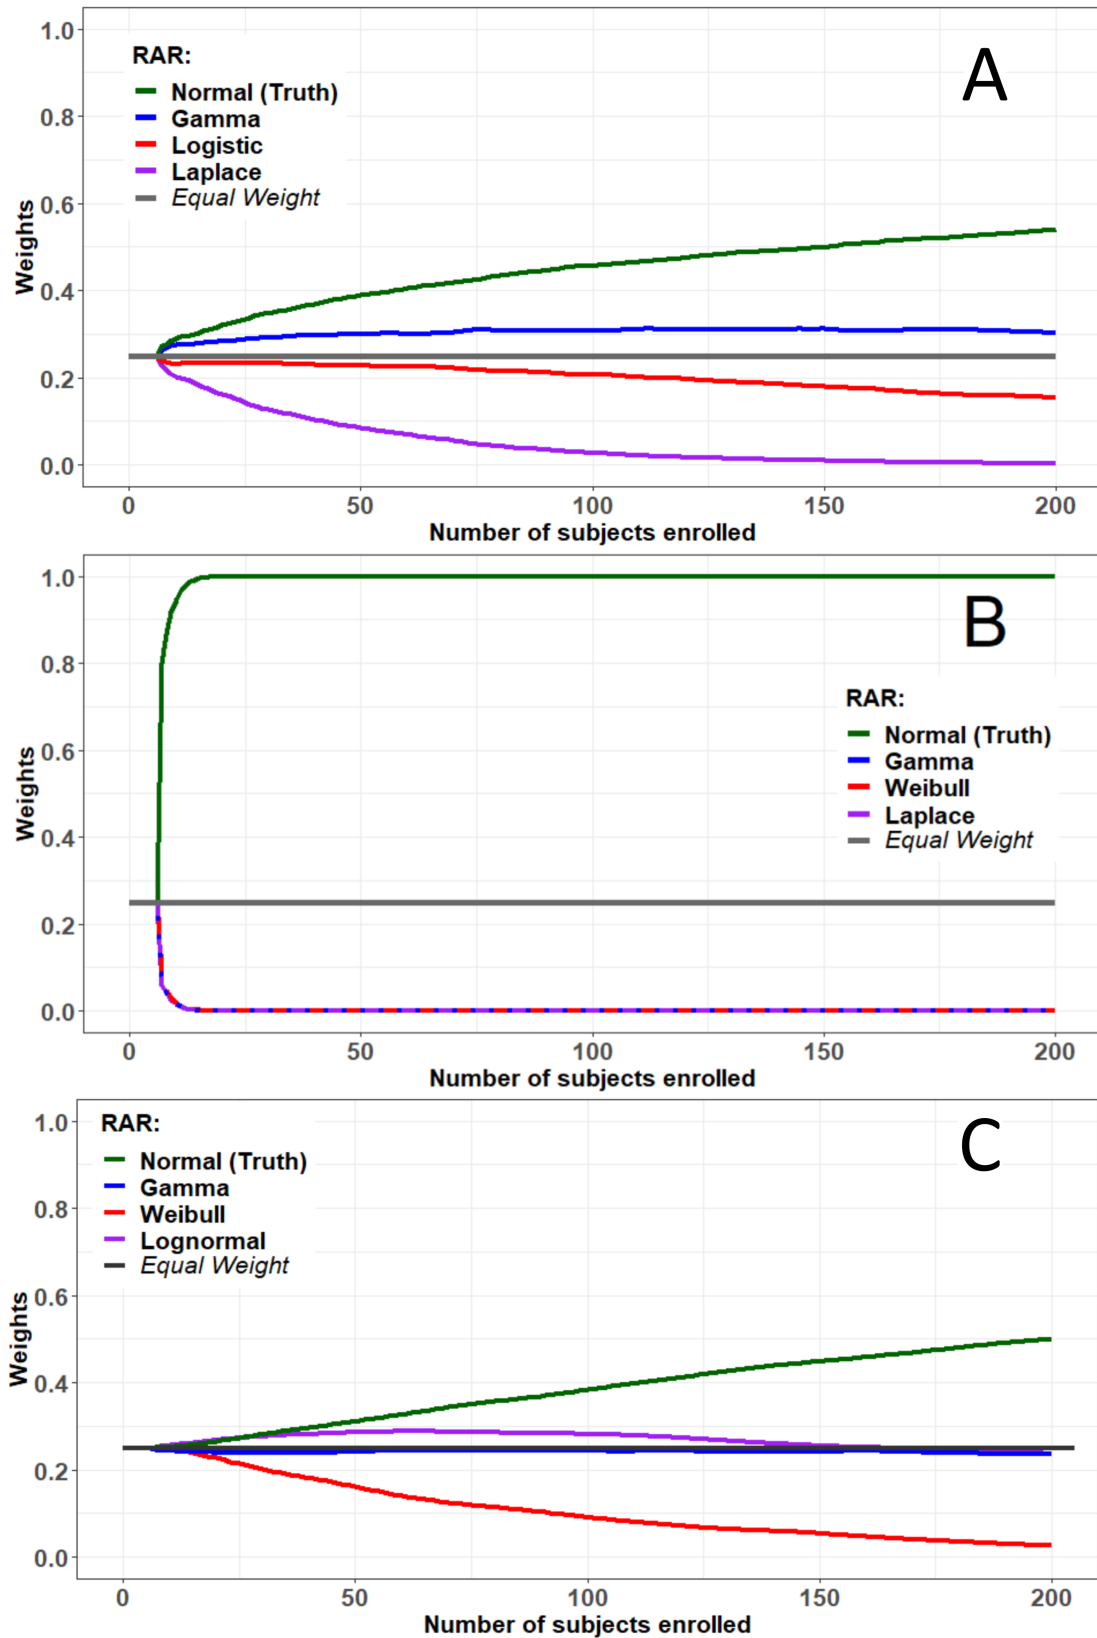 1.0
A
RAR:
Normal (Truth)
Gamma
Logistic
Laplace
Equal Weight
0.8
0.6
0.4
0.2
0.0
Weights
0 50 100 150 200
Number of subjects enrolled
1.0
B
0.8
RAR:
Normal (Truth)
Gamma
Weibull
Laplace
Equal Weight
0.6
0.4
0.2
0.0
Weights
0 50 100 150 200
Number of subjects enrolled
1.0
C
RAR:
Normal (Truth)
Gamma
Weibull
Lognormal
Equal Weight
0.8
0.6
0.4
0.2
0.0
Weights
0 50 100 150 200
Number of subjects enrolled